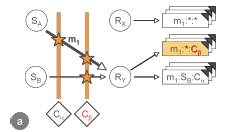 S_A
m_1
R_X
m_1:*:*
m_1:*:C_β
S_B
R_Y
m_1:S_B:C_α
C_α
C_β
a